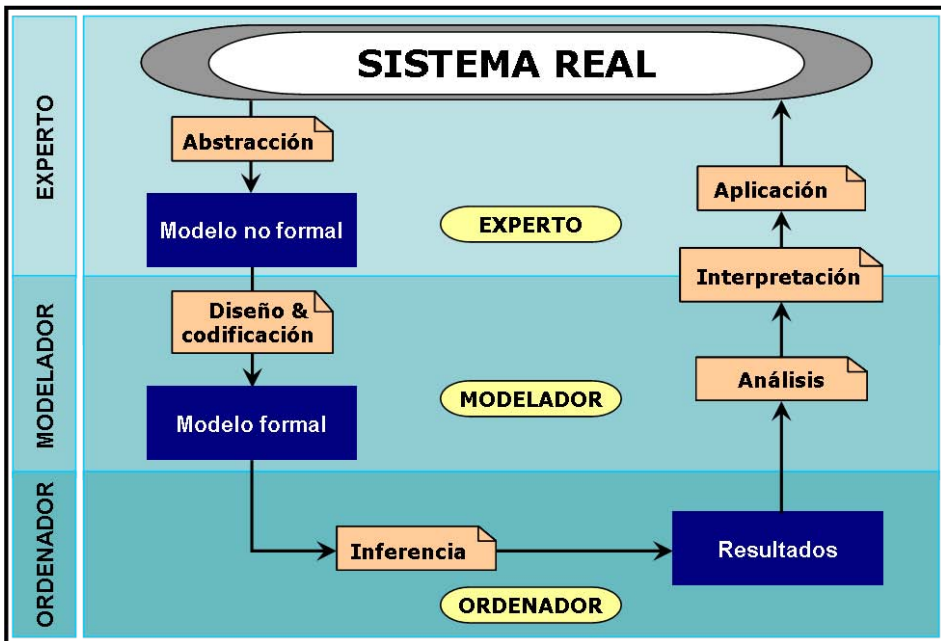 SISTEMA REAL
EXPERTO
Abstracción
Modelo no formal
EXPERTO
Aplicación
Interpretación
MODELADOR
Diseño &
codificación
Modelo formal
MODELADOR
Análisis
ORDENADOR
Inferencia
ORDENADOR
Resultados